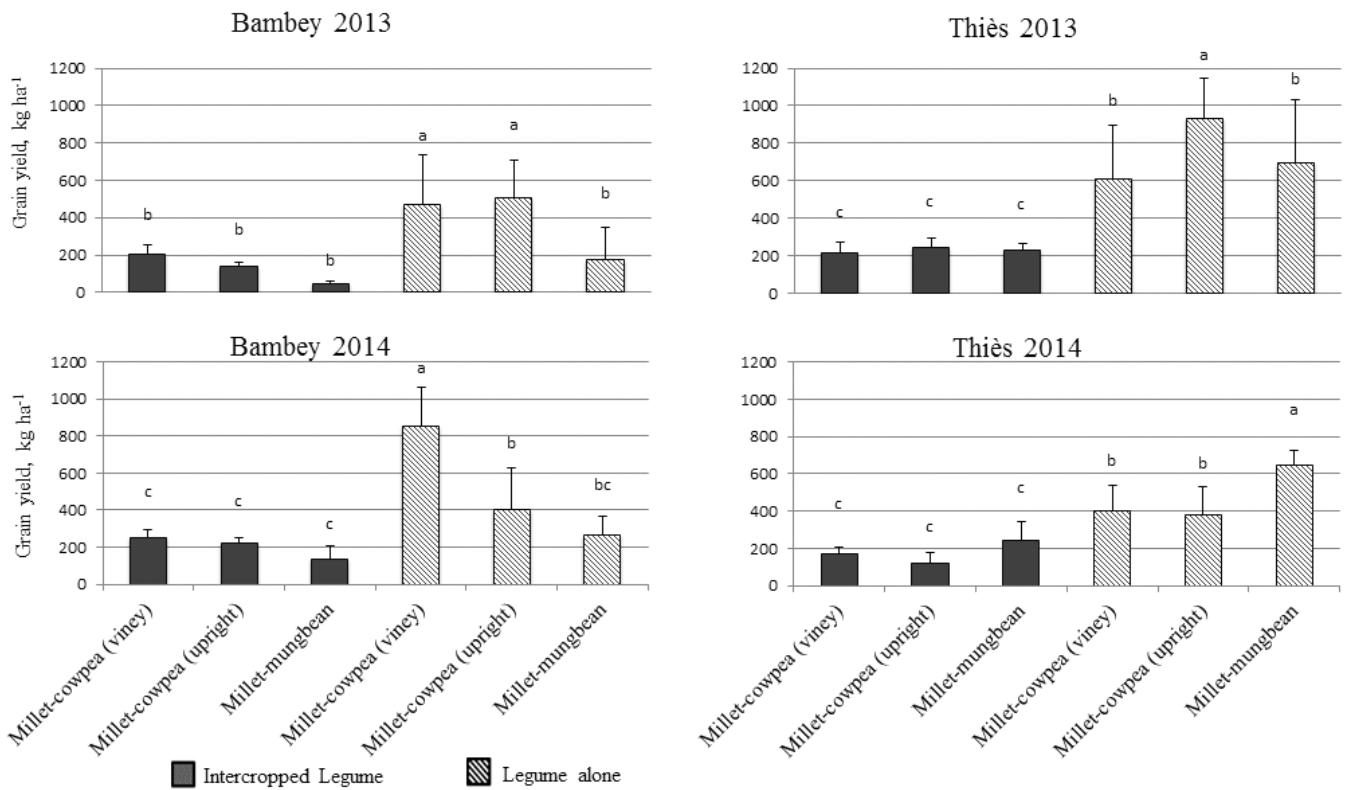 Bambey 2013
Grain yield, kg ha-1
1200
1000
800
600
400
200
0
b
b
b
a
a
b
Thiès 2013
1200
1000
800
600
400
200
0
c
c
c
b
a
b
Bambey 2014
Grain yield, kg ha-1
1200
1000
800
600
400
200
0
c
c
c
a
b
bc
Millet-cowpea (viney)
Millet-cowpea (upright)
Millet-mungbean
Millet-cowpea (viney)
Millet-cowpea (upright)
Millet-mungbean
Thiès 2014
1200
1000
800
600
400
200
0
c
c
c
b
b
a
Millet-cowpea (viney)
Millet-cowpea (upright)
Millet-mungbean
Millet-cowpea (viney)
Millet-cowpea (upright)
Millet-mungbean
Intercropped Legume
Legume alone